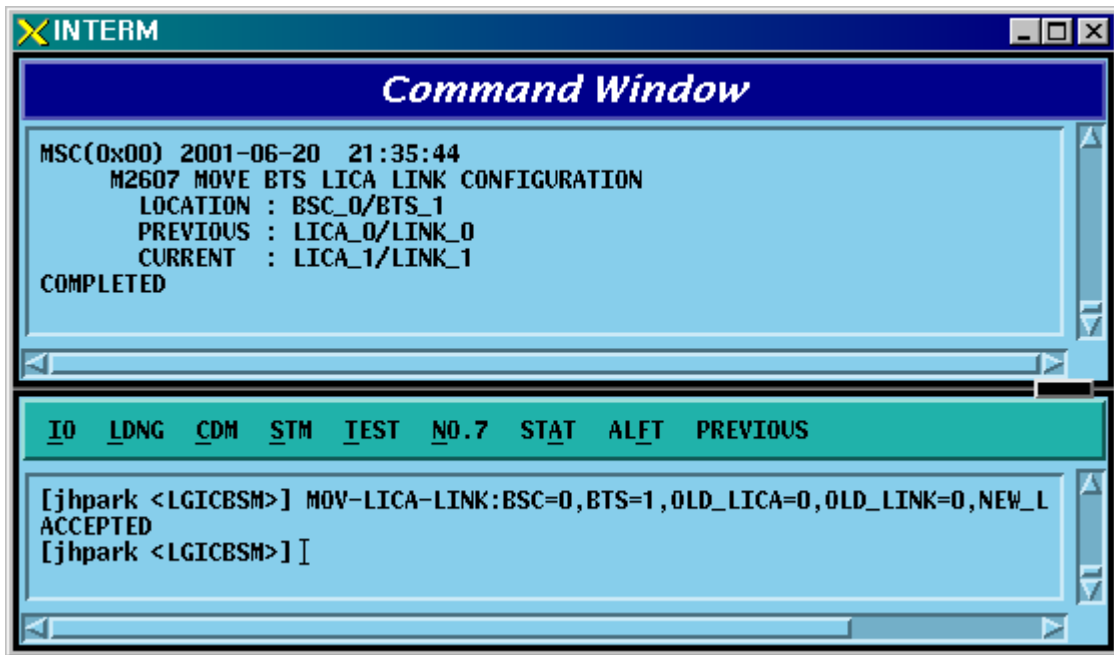 INTERM
Command Window
MSC(0x00) 2001-06-20 21:35:44
M2607 MOVE BTS LICA LINK CONFIGURATION
LOCATION : BSC_0/BTS_1
PREVIOUS : LICA_0/LINK_0
CURRENT : LICA_1/LINK_1
COMPLETED
IO LDNG CDM STM TEST NO.7 STAT ALFT PREVIOUS
[jhpark <LGICBSM>] MOV-LICA-LINK:BSC=0,BTS=1,OLD_LICA=0,OLD_LINK=0,NEW_L
ACCEPTED
[jhpark <LGICBSM>]